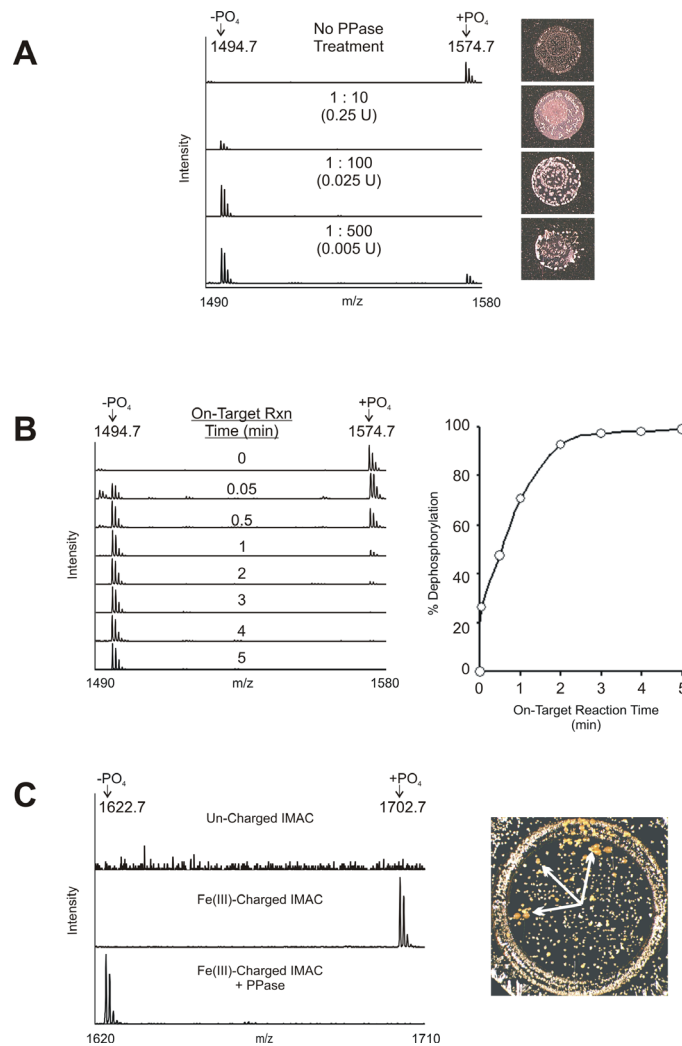 A
-PO4
1494.7
No PPase
Treatment
+PO4
1574.7
1 : 10
(0.25 U)
1 : 100
(0.025 U)
1 : 500
(0.005 U)
Intensity
1490
m/z
1580
B
-PO4
1494.7
On-Target Rxn
Time (min)
+PO4
1574.7
0
0.05
0.5
1
2
3
4
5
Intensity
1490
m/z
1580
100
80
60
40
20
0
% Dephosphorylation
0 1 2 3 4 5
On-Target Reaction Time
(min)
C
-PO4
1622.7
+PO4
1702.7
Un-Charged IMAC
Fe(III)-Charged IMAC
Fe(III)-Charged IMAC
+ PPase
Intensity
1620
m/z
1710